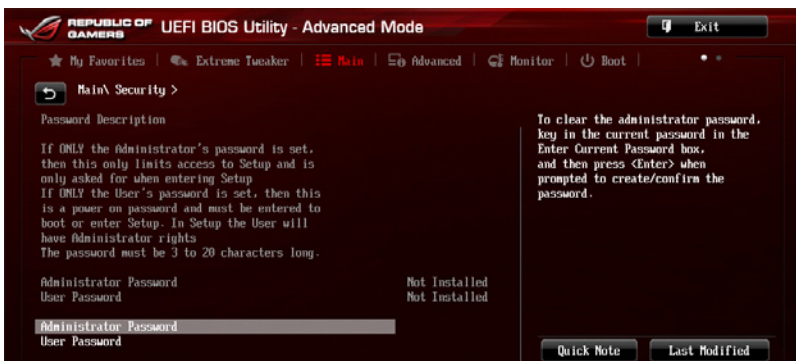 REPUBLIC OF GAMERS UEFI BIOS Utility - Advanced Mode
Exit
My Favorites | Extreme Tweaker | Main | Advanced | Monitor | Boot |
Main\ Security >
Password Description
If ONLY the Administrator's password is set,
then this only limits access to Setup and is
only asked for when entering Setup
If ONLY the User's password is set, then this
is a power on password and must be entered to
boot or enter Setup. In Setup the User will
have Administrator rights
The password must be 3 to 20 characters long.
Administrator Password Not Installed
User Password Not Installed
Administrator Password
User Password
To clear the administrator password,
key in the current password in the
Enter Current Password box,
and then press <Enter> when
prompted to create/confirm the
password.
Quick Note
Last Modified